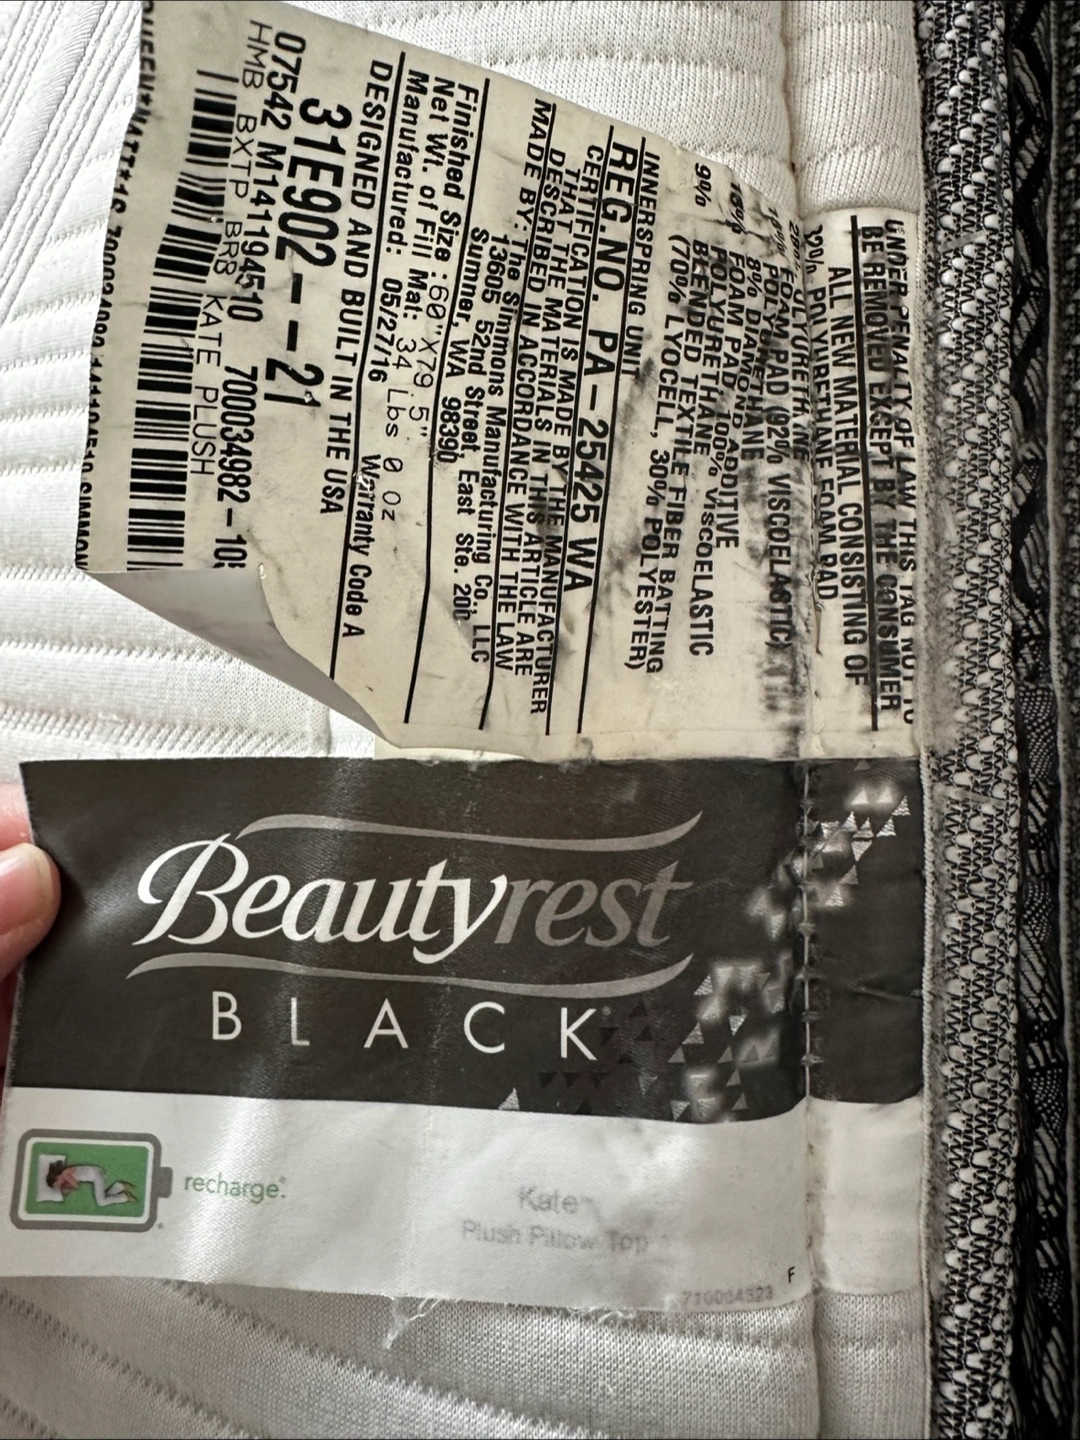 UNDER PENALTY OF LAW THIS TAG NOT TO
BE REMOVED EXCEPT BY THE CONSUMER
ALL NEW MATERIAL CONSISTING OF
POLYURETHANE FOAM PAD
FOAM PAD (92% VISCOELASTIC)
8%
FOAM PAD, 100% VISCOELASTIC
POLYURETHANE
9% BLENDED TEXTILE FIBER BATTING
(70% LYOCELL, 30% POLYESTER)
INNERSPRING UNIT
REG.NO. PA-25425 WA
CERTIFICATION IS MADE BY THE MANUFACTURER
THAT THE MATERIALS IN THIS ARTICLE ARE
DESCRIBED IN ACCORDANCE WITH THE LAW
MADE BY: The Simmons Manufacturing Co., LLC
13605 52nd Street East Ste. 200
Sumner, WA 98390
Finished Size: 60"X79.5"
Net Wt. of Fill Mat: 34 Lbs 0 Oz
Manufactured: 05/27/16 Warranty Code A
DESIGNED AND BUILT IN THE USA
31E902--21
07542 M1411194510 700034982-10
HMB BXTP BRB KATE PLUSH
Beautyrest
BLACK
recharge®
Kate
Plush Pillow Top
F
710034323